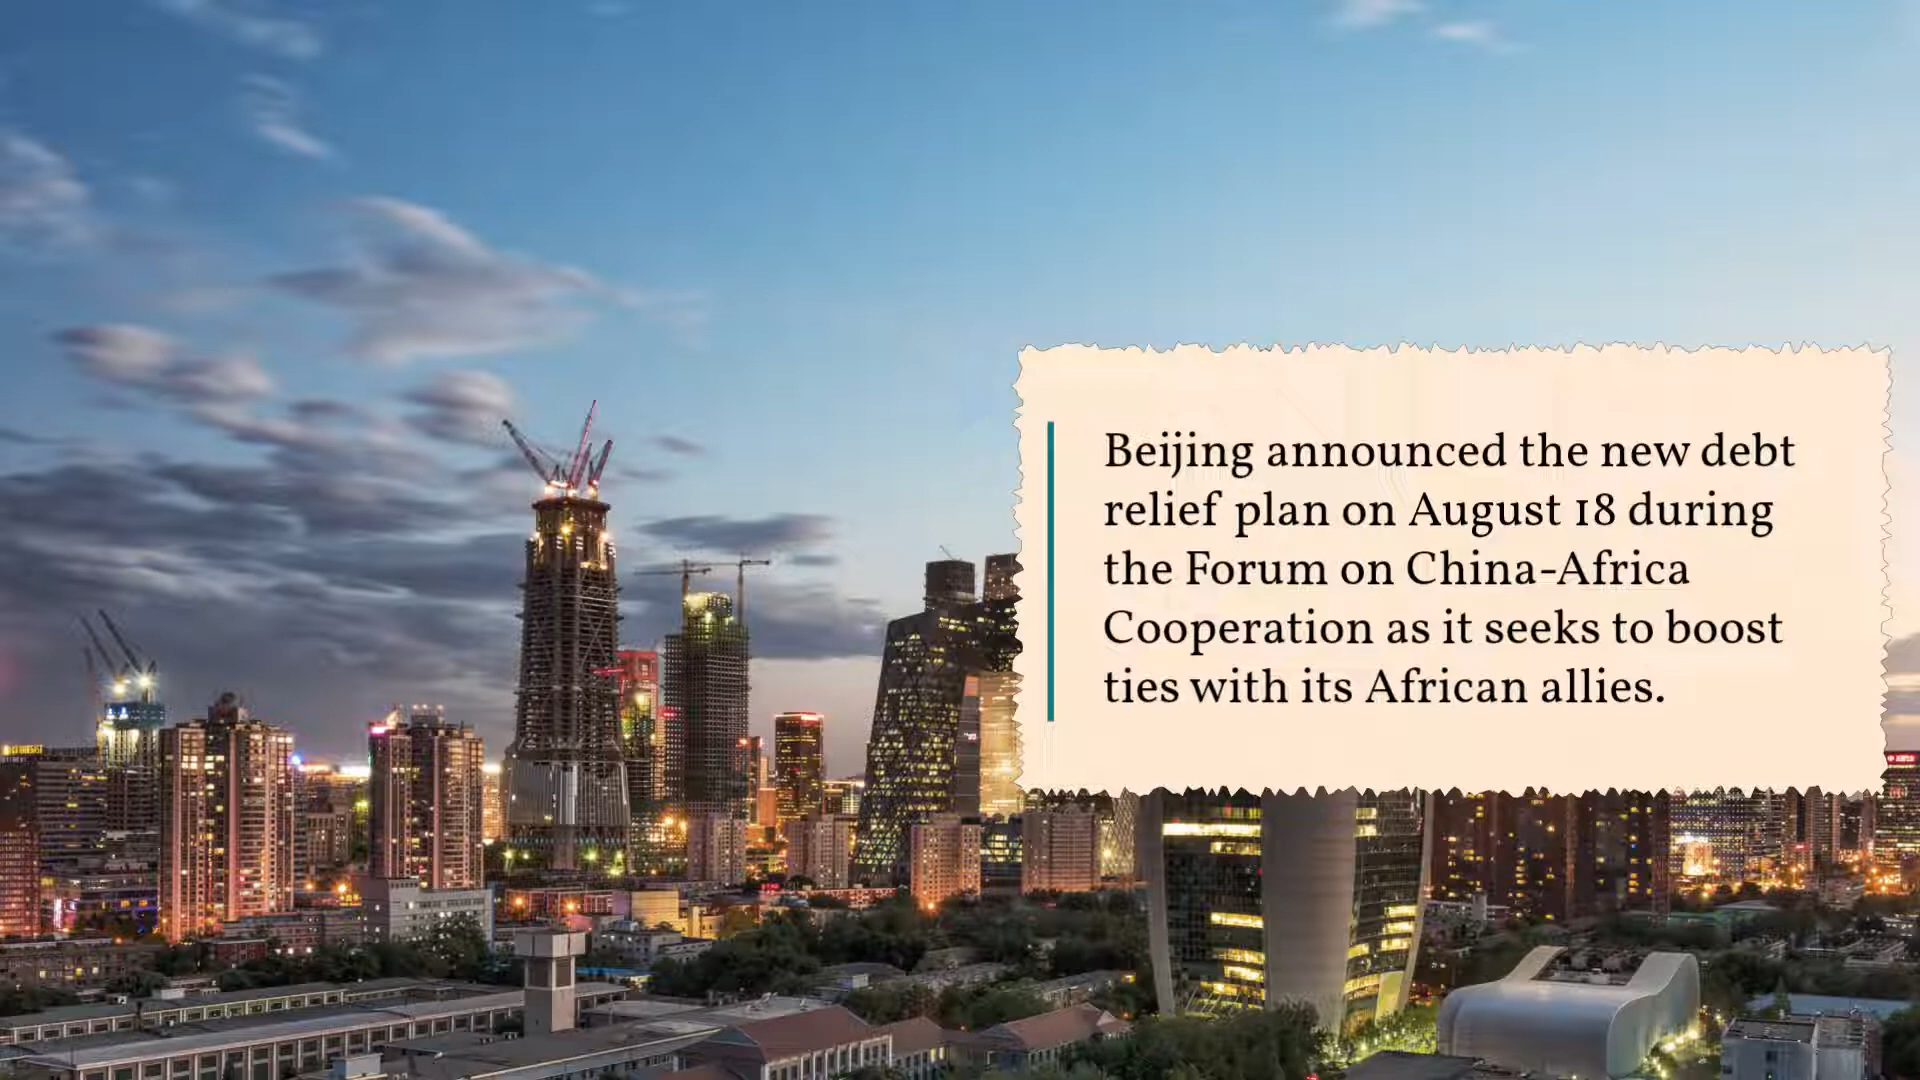 Beijing announced the new debt
relief plan on August 18 during
the Forum on China-Africa
Cooperation as it seeks to boost
ties with its African allies.